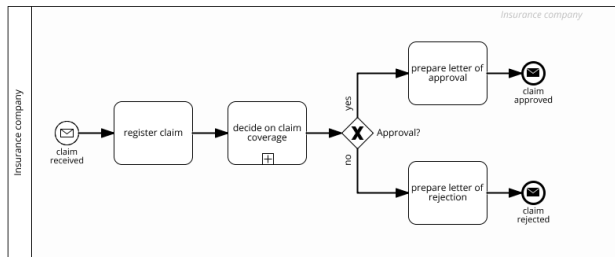 Insurance company
Insurance company
claim
received
register claim
decide on claim
coverage
yes
no
Approval?
prepare letter of
approval
claim
approved
prepare letter of
rejection
claim
rejected